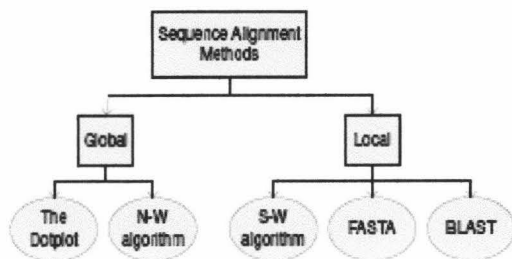 Sequence Alignment
Methods
Global
Local
The
Dotplot
N-W
algorithm
S-W
algorithm
FASTA
BLAST